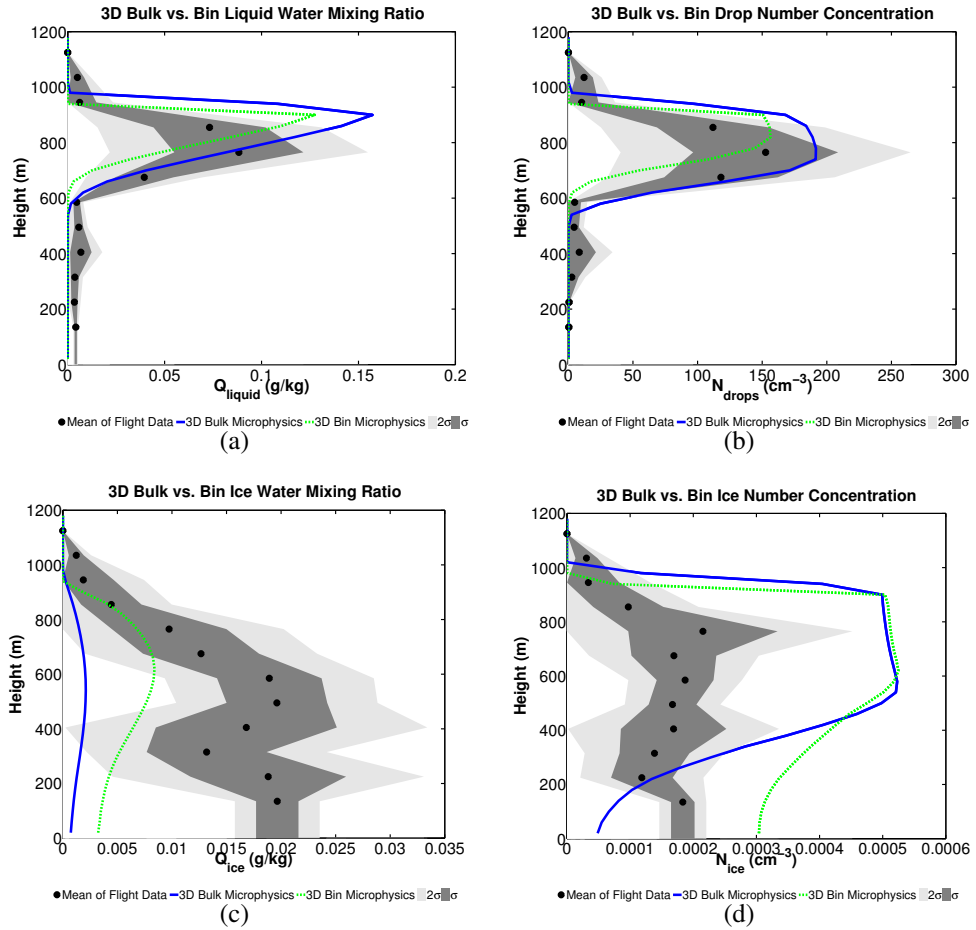 3D Bulk vs. Bin Liquid Water Mixing Ratio
1200
1000
800
600
400
200
0
Height (m)
0
0.05
0.1
0.15
0.2
Qliquid (g/kg)
Mean of Flight Data 3D Bulk Microphysics 3D Bin Microphysics 2σ σ
(a)
3D Bulk vs. Bin Drop Number Concentration
1200
1000
800
600
400
200
0
Height (m)
0
50
100
150
200
250
300
Ndrops (cm−3)
Mean of Flight Data 3D Bulk Microphysics 3D Bin Microphysics 2σ σ
(b)
3D Bulk vs. Bin Ice Water Mixing Ratio
1200
1000
800
600
400
200
0
Height (m)
0
0.005
0.01
0.015
0.02
0.025
0.03
0.035
Qice (g/kg)
Mean of Flight Data 3D Bulk Microphysics 3D Bin Microphysics 2σ σ
(c)
3D Bulk vs. Bin Ice Number Concentration
1200
1000
800
600
400
200
0
Height (m)
0
0.0001
0.0002
0.0003
0.0004
0.0005
0.0006
Nice (cm−3)
Mean of Flight Data 3D Bulk Microphysics 3D Bin Microphysics 2σ σ
(d)